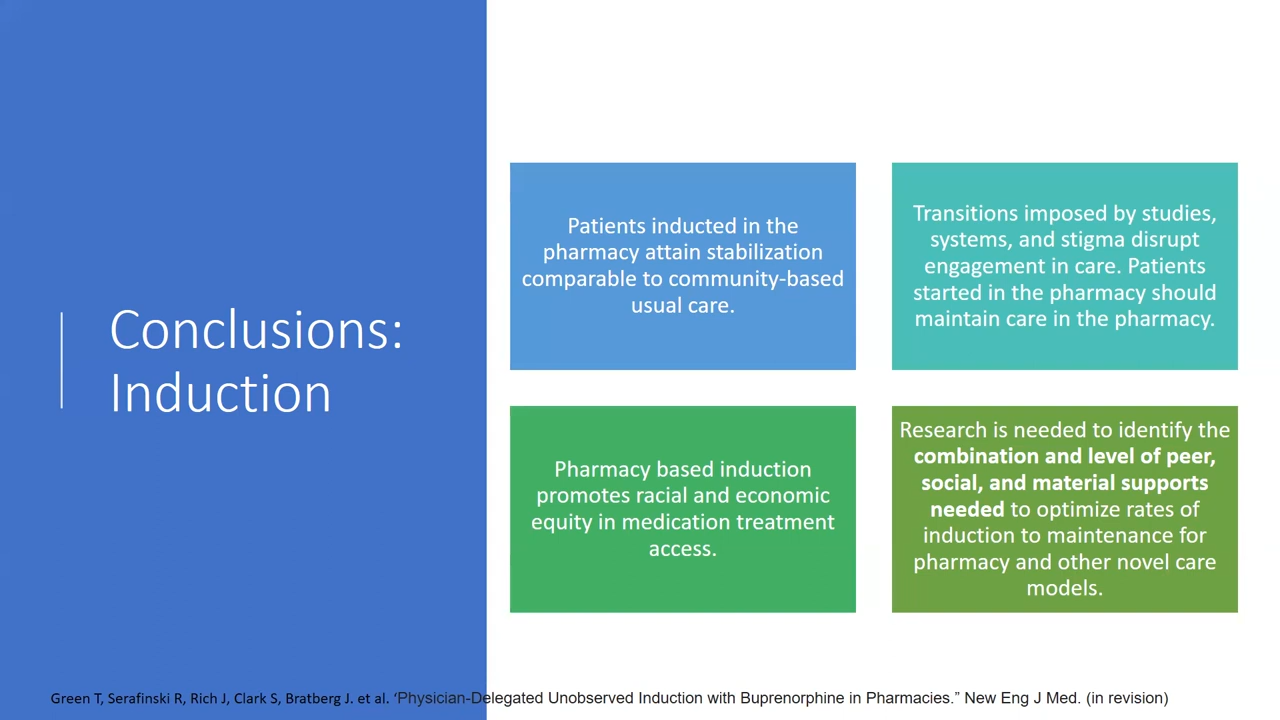 Conclusions:
Induction
Patients inducted in the
pharmacy attain stabilization
comparable to community-based
usual care.
Transitions imposed by studies,
systems, and stigma disrupt
engagement in care. Patients
started in the pharmacy should
maintain care in the pharmacy.
Pharmacy based induction
promotes racial and economic
equity in medication treatment
access.
Research is needed to identify the
combination and level of peer,
social, and material supports
needed to optimize rates of
induction to maintenance for
pharmacy and other novel care
models.
Green T, Serafinski R, Rich J, Clark S, Bratberg J. et al. ‘Physician-Delegated Unobserved Induction with Buprenorphine in Pharmacies.” New Eng J Med. (in revision)